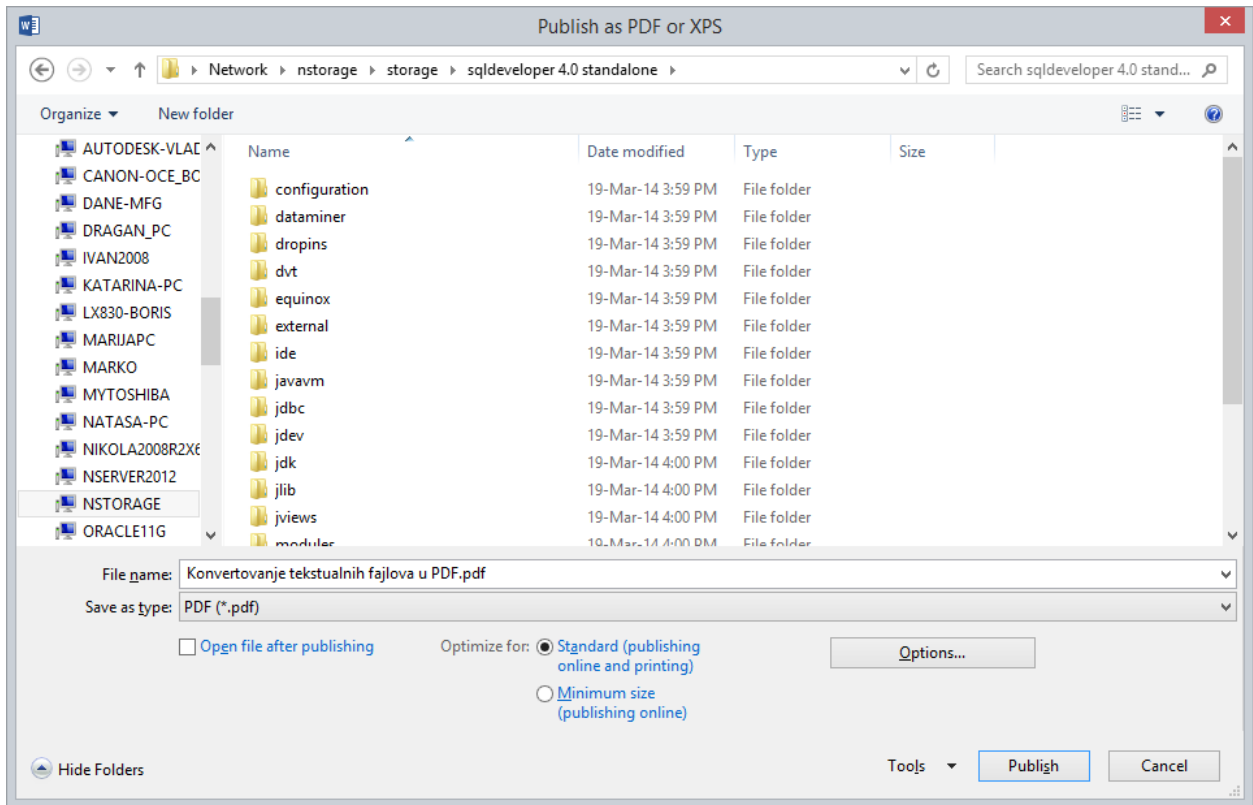 Publish as PDF or XPS
Network storage sqldeveloper 4.0 standalone
Search sqldeveloper 4.0 stand...
Organize New folder
AUTODESK-VLAD
CANON-OCE_BC
DANE-MFG
DRAGAN_PC
IVAN2008
KATARINA-PC
LX830-BORIS
MARIJAPC
MARKO
MYTOSHIBA
NATASA-PC
NIKOLA2008R2X6
NSERVER2012
NSTORAGE
ORACLE11G
Name Date modified Type Size
configuration 19-Mar-14 3:59 PM File folder
dataminer 19-Mar-14 3:59 PM File folder
dropins 19-Mar-14 3:59 PM File folder
dvt 19-Mar-14 3:59 PM File folder
equinox 19-Mar-14 3:59 PM File folder
external 19-Mar-14 3:59 PM File folder
ide 19-Mar-14 3:59 PM File folder
javavm 19-Mar-14 3:59 PM File folder
jdbc 19-Mar-14 3:59 PM File folder
jdev 19-Mar-14 3:59 PM File folder
jdk 19-Mar-14 4:00 PM File folder
jlib 19-Mar-14 4:00 PM File folder
jviews 19-Mar-14 4:00 PM File folder
modules 19-Mar-14 4:00 PM File folder
File name: Konvertovanje tekstualnih fajlova u PDF.pdf
Save as type: PDF (*.pdf)
Open file after publishing
Optimize for: Standard (publishing
online and printing)
Minimum size
(publishing online)
Options...
Hide Folders
Tools Publish Cancel